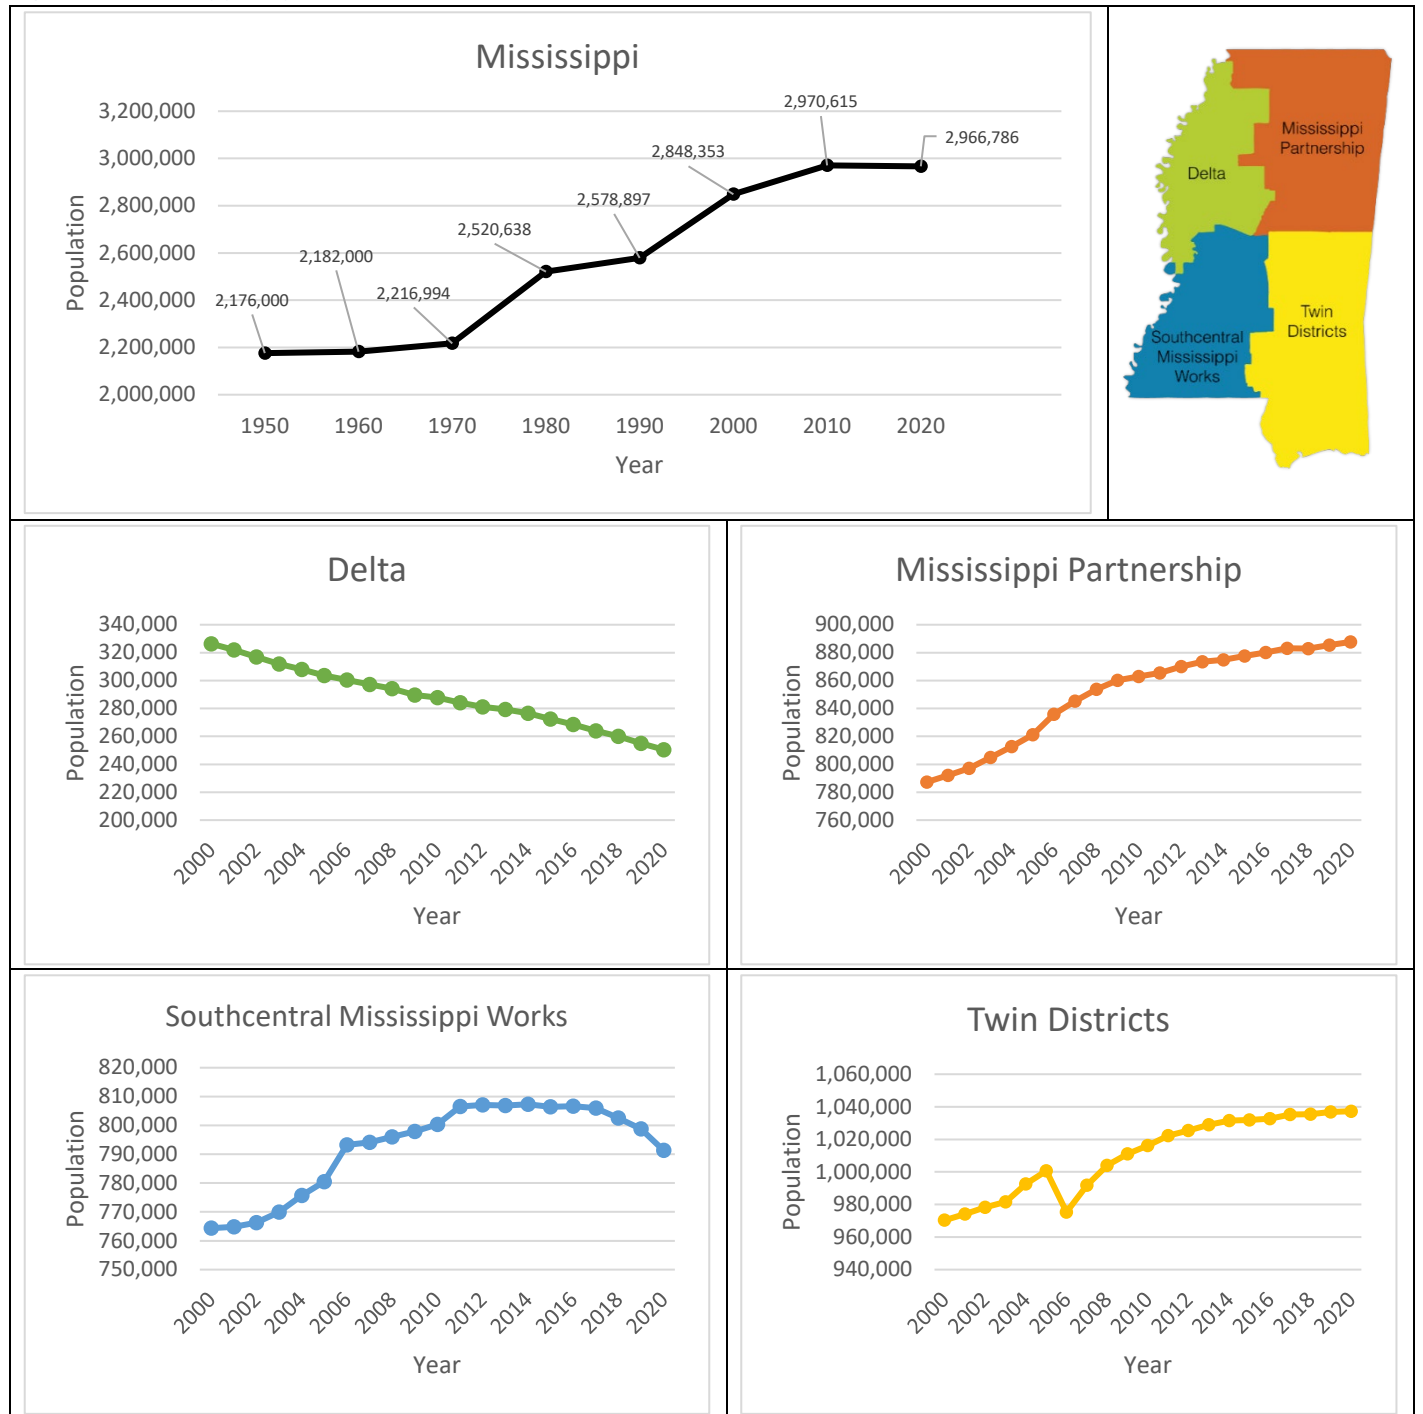 Mississippi
Population
3,200,000
3,000,000
2,800,000
2,600,000
2,400,000
2,200,000
2,000,000
2,176,000
2,182,000
2,216,994
2,520,638
2,578,897
2,848,353
2,970,615
2,966,786
1950 1960 1970 1980 1990 2000 2010 2020
Year
Mississippi
Partnership
Delta
Twin
Districts
Southcentral
Mississippi
Works
Delta
Population
340,000
320,000
300,000
280,000
260,000
240,000
220,000
200,000
2000 2002 2004 2006 2008 2010 2012 2014 2016 2018 2020
Year
Mississippi Partnership
Population
900,000
880,000
860,000
840,000
820,000
800,000
780,000
760,000
2000 2002 2004 2006 2008 2010 2012 2014 2016 2018 2020
Year
Southcentral Mississippi Works
Population
820,000
810,000
800,000
790,000
780,000
770,000
760,000
750,000
2000 2002 2004 2006 2008 2010 2012 2014 2016 2018 2020
Year
Twin Districts
Population
1,060,000
1,040,000
1,020,000
1,000,000
980,000
960,000
940,000
2000 2002 2004 2006 2008 2010 2012 2014 2016 2018 2020
Year